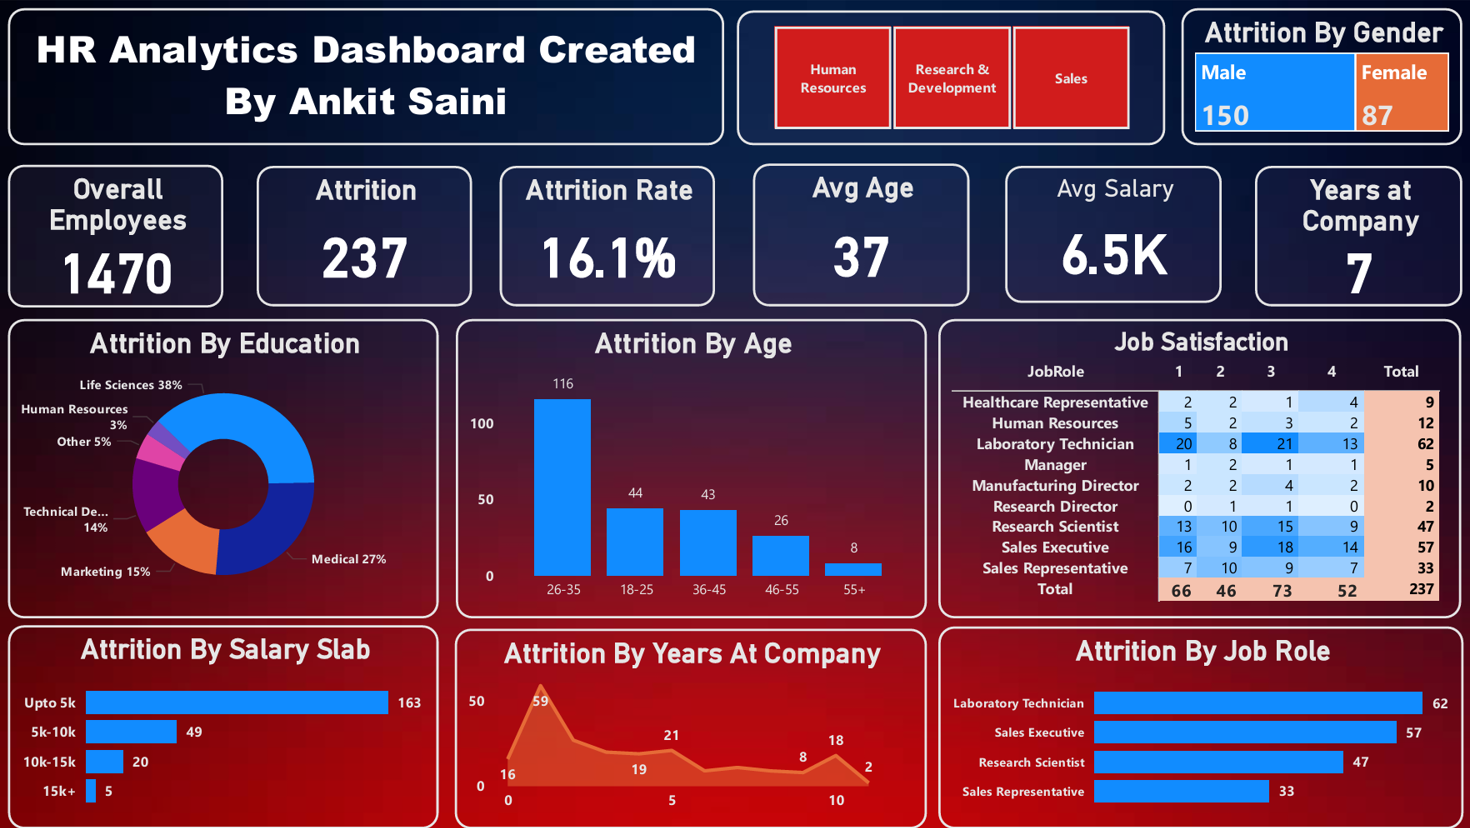 HR Analytics Dashboard Created
By Ankit Saini
Human
Resources
Research &
Development
Sales
Attrition By Gender
Male
150
Female
87
Overall
Employees
1470
Attrition
237
Attrition Rate
16.1%
Avg Age
37
Avg Salary
6.5K
Years at
Company
7
Attrition By Education
Life Sciences 38%
Human Resources
3%
Other 5%
Technical De...
14%
Marketing 15%
Medical 27%
Attrition By Age
100
50
0
116
44
43
26
8
26-35 18-25 36-45 46-55 55+
Job Satisfaction
JobRole 1 2 3 4 Total
Healthcare Representative 2 2 1 4 9
Human Resources 5 2 3 2 12
Laboratory Technician 20 8 21 13 62
Manager 1 2 1 1 5
Manufacturing Director 2 2 4 2 10
Research Director 0 1 1 0 2
Research Scientist 13 10 15 9 47
Sales Executive 16 9 18 14 57
Sales Representative 7 10 9 7 33
Total 66 46 73 52 237
Attrition By Salary Slab
Upto 5k 163
5k-10k 49
10k-15k 20
15k+ 5
Attrition By Years At Company
50
0
16
59
19
21
8
18
2
0 5 10
Attrition By Job Role
Laboratory Technician 62
Sales Executive 57
Research Scientist 47
Sales Representative 33